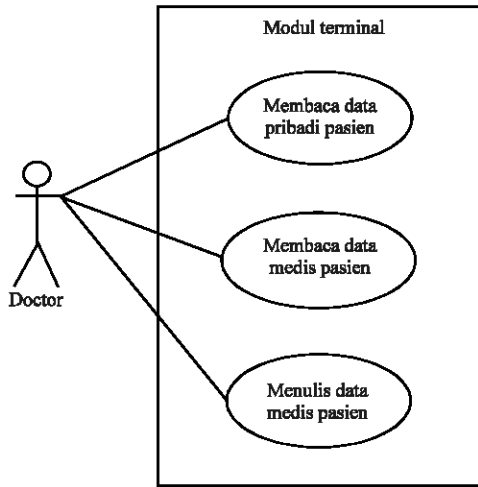 Modul terminal
Membaca data
pribadi pasien
Membaca data
medis pasien
Doctor
Menulis data
medis pasien